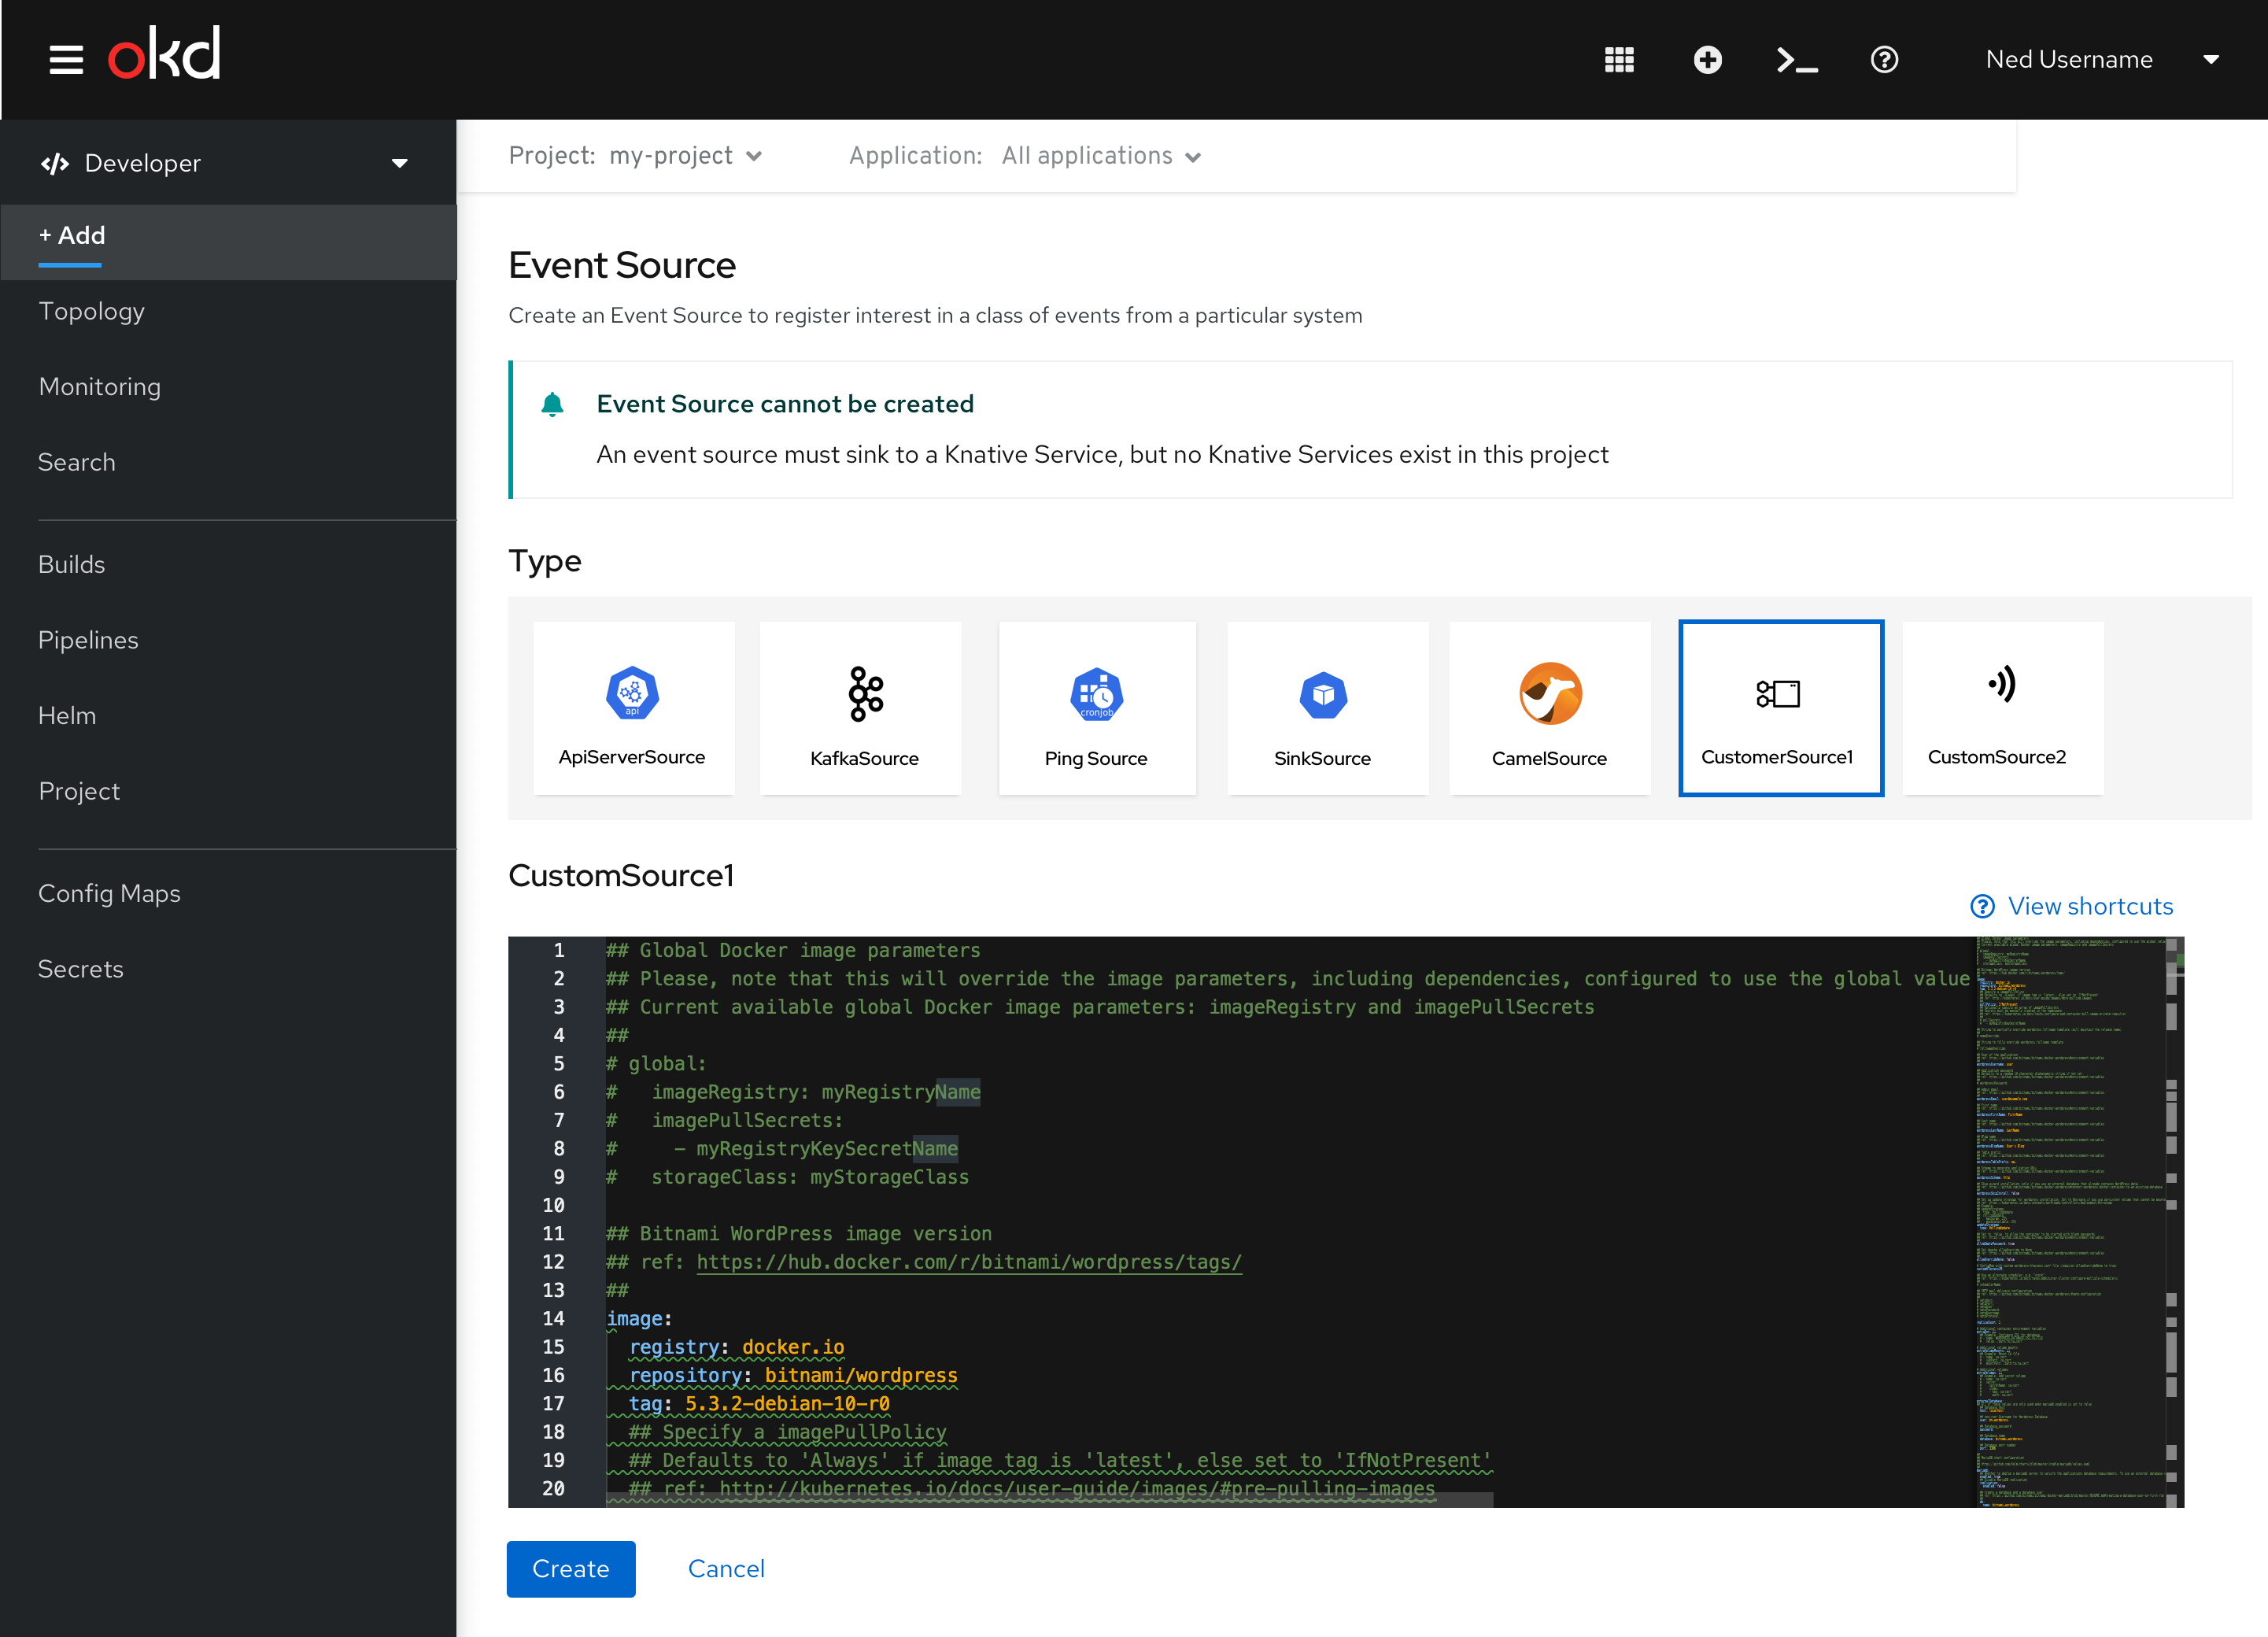 okd
Ned Username
Developer
Project: my-project
Application: All applications
+ Add
Topology
Monitoring
Search
Builds
Pipelines
Helm
Project
Config Maps
Secrets
Event Source
Create an Event Source to register interest in a class of events from a particular system
Event Source cannot be created
An event source must sink to a Knative Service, but no Knative Services exist in this project
Type
api
ApiServerSource
KafkaSource
cronjob
Ping Source
SinkSource
CamelSource
CustomerSource1
CustomSource2
CustomSource1
View shortcuts
1 ## Global Docker image parameters
2 ## Please, note that this will override the image parameters, including dependencies, configured to use the global value
3 ## Current available global Docker image parameters: imageRegistry and imagePullSecrets
4 ##
5 # global:
6 #   imageRegistry: myRegistryName
7 #   imagePullSecrets:
8 #     - myRegistryKeySecretName
9 #   storageClass: myStorageClass
10
11 ## Bitnami WordPress image version
12 ## ref: https://hub.docker.com/r/bitnami/wordpress/tags/
13 ##
14 image:
15   registry: docker.io
16   repository: bitnami/wordpress
17   tag: 5.3.2-debian-10-r0
18   ## Specify a imagePullPolicy
19   ## Defaults to 'Always' if image tag is 'latest', else set to 'IfNotPresent'
20   ## ref: http://kubernetes.io/docs/user-guide/images/#pre-pulling-images
Create
Cancel